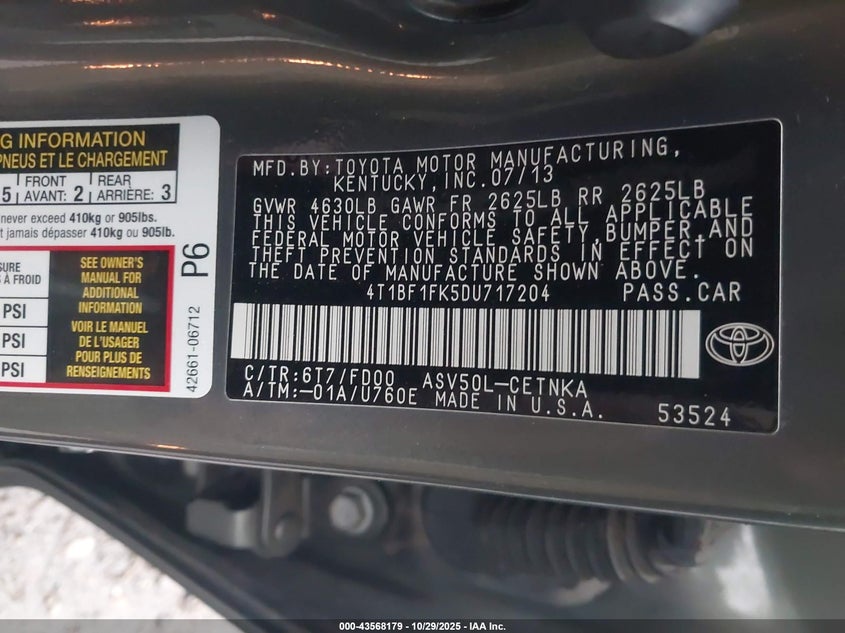 G INFORMATION
PNEUS ET LE CHARGEMENT
5 FRONT AVANT: 2 REAR ARRIÈRE: 3
never exceed 410kg or 905lbs.
t jamais dépasser 410kg ou 905lb.
SURE
S À FROID
PSI
PSI
PSI
SEE OWNER'S
MANUAL FOR
ADDITIONAL
INFORMATION
VOIR LE MANUEL
DE L'USAGER
POUR PLUS DE
RENSEIGNEMENTS
P6
42661-06712
MFD.BY:TOYOTA MOTOR MANUFACTURING,
KENTUCKY,INC.07/13
GVWR 4630LB GAWR FR 2625LB RR 2625LB
THIS VEHICLE CONFORMS TO ALL APPLICABLE
FEDERAL MOTOR VEHICLE SAFETY,BUMPER,AND
THEFT PREVENTION STANDARDS IN EFFECT ON
THE DATE OF MANUFACTURE SHOWN ABOVE.
4T1BF1FK5DU717204 PASS.CAR
C/TR:6T7/FD00 ASV50L-CETNKA
A/TM:-01A/U760E MADE IN U.S.A. 53524
000-43568179 | 10/29/2025 - IAA Inc.